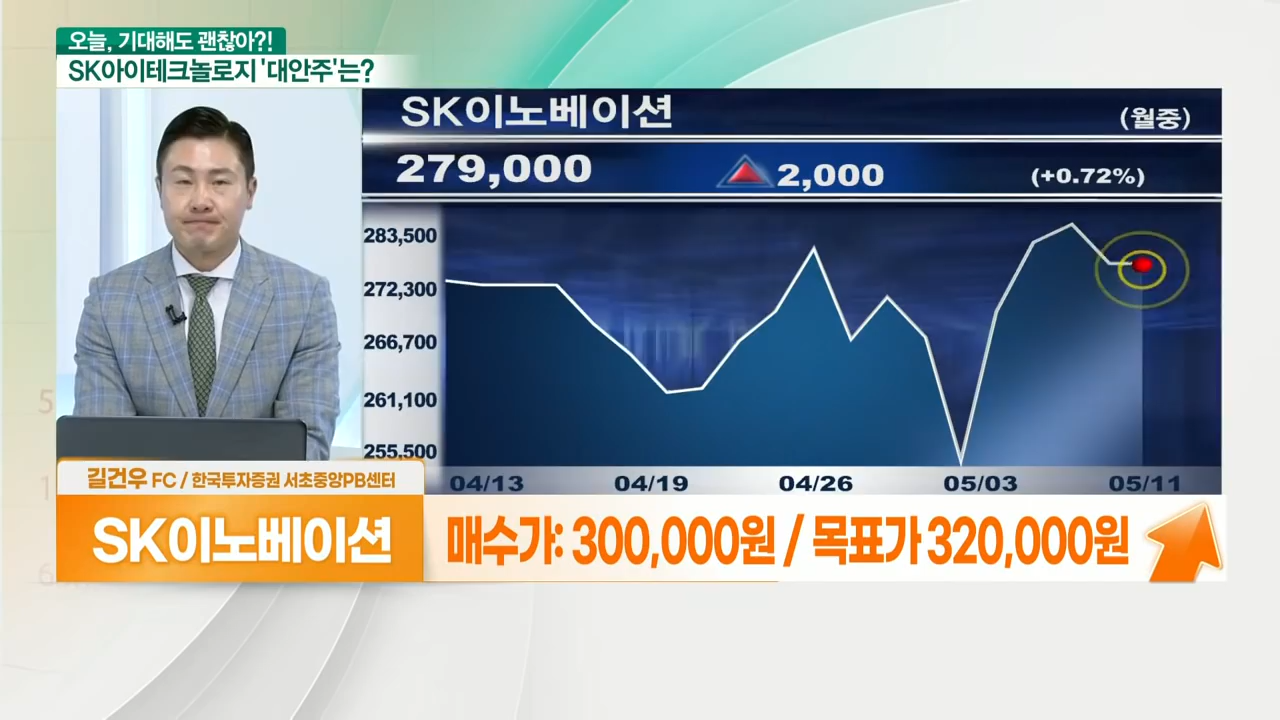 오늘, 기대해도 괜찮아?!
SK아이테크놀로지 '대안주'는?
SK이노베이션
(월중)
279,000
2,000
(+0.72%)
283,500
272,300
266,700
261,100
255,500
04/13 04/19 04/26 05/03 05/11
길건우 FC / 한국투자증권 서초중앙PB센터
SK이노베이션
매수가: 300,000원 / 목표가 320,000원
5
1
6